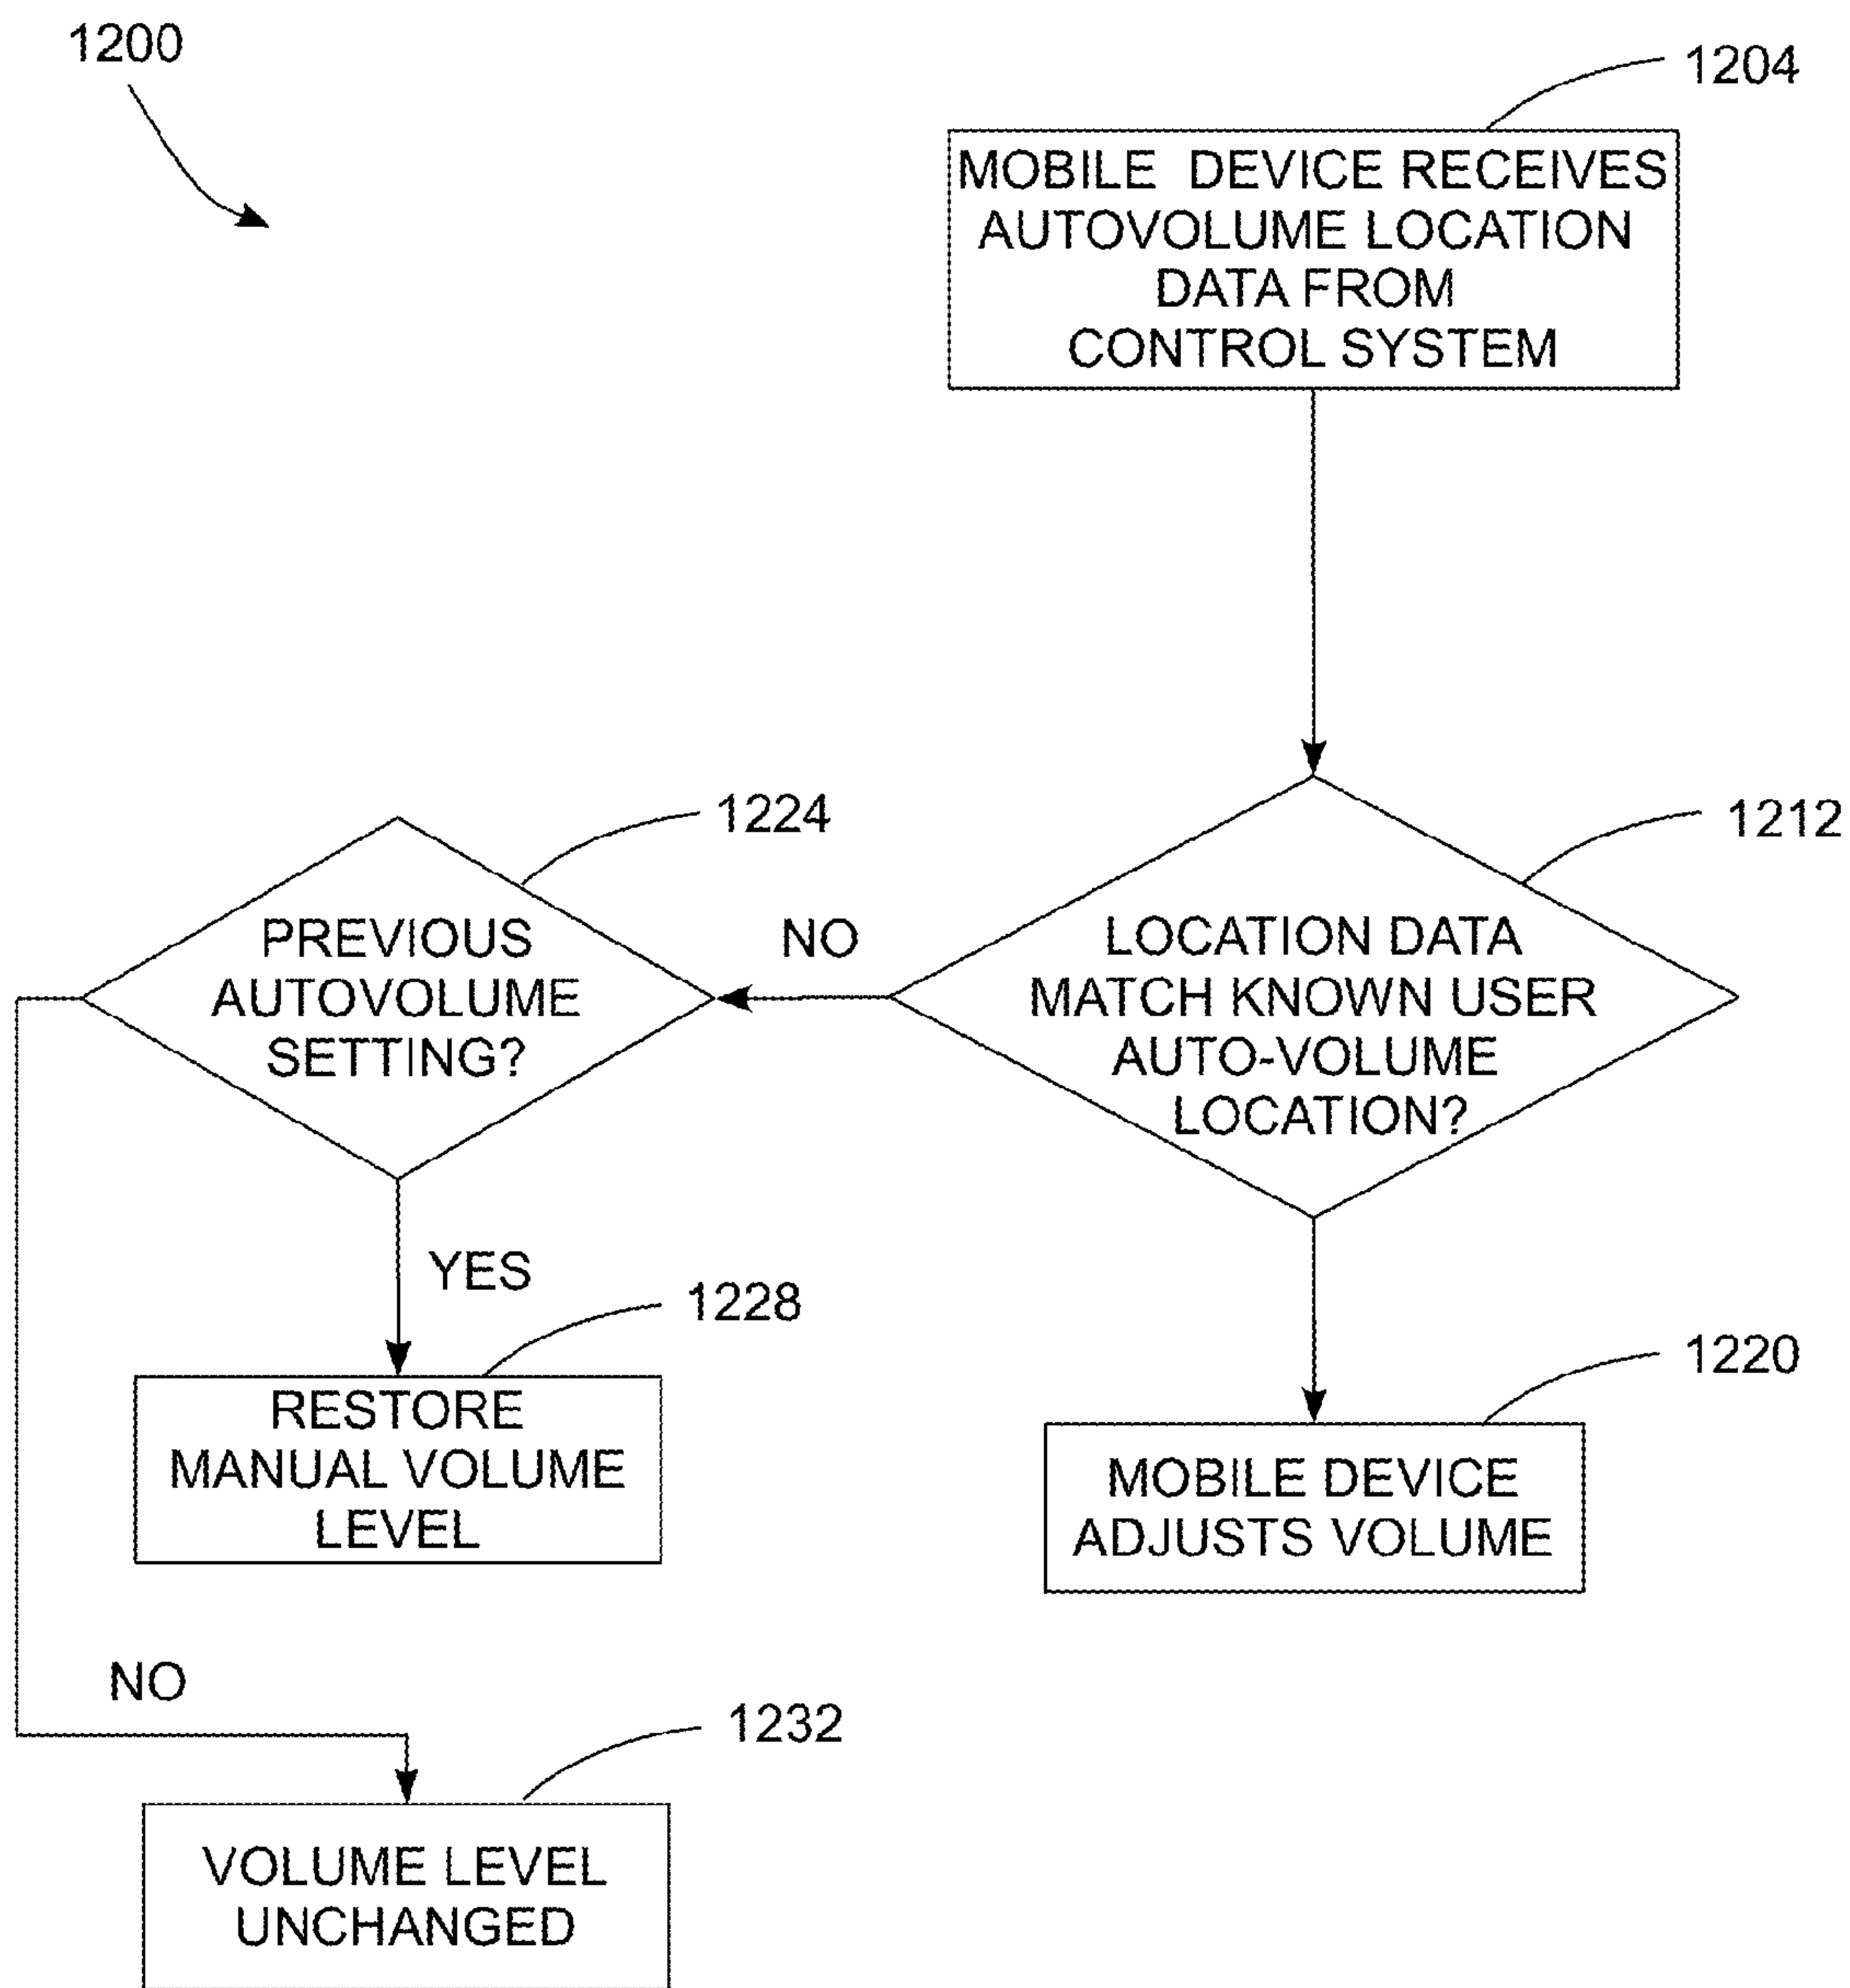 1200
1204
MOBILE DEVICE RECEIVES
AUTOVOLUME LOCATION
DATA FROM
CONTROL SYSTEM
1224
1212
PREVIOUS
AUTOVOLUME
SETTING?
NO
LOCATION DATA
MATCH KNOWN USER
AUTO-VOLUME
LOCATION?
YES
1228
RESTORE
MANUAL VOLUME
LEVEL
1220
MOBILE DEVICE
ADJUSTS VOLUME
NO
1232
VOLUME LEVEL
UNCHANGED